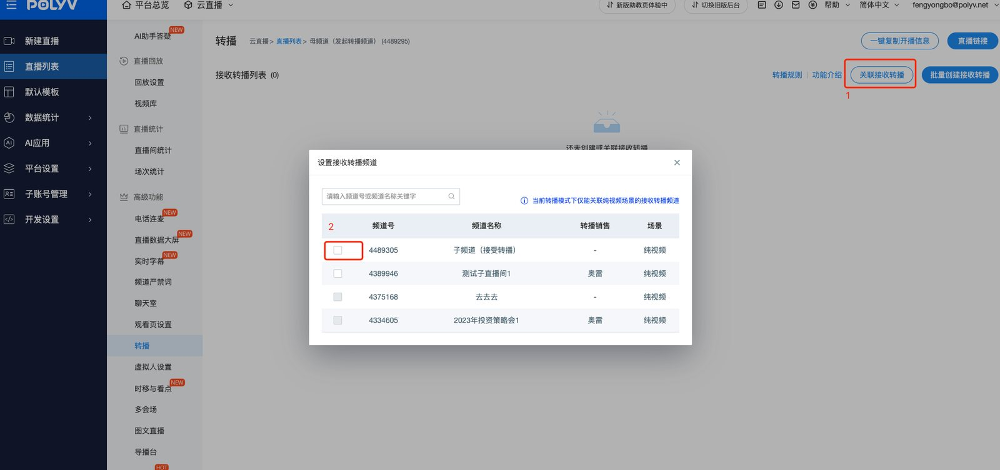 POLYV
平台总览
云直播
新版助教页体验中
切换旧版后台
帮助
简体中文
fengyongbo@polyv.net
新建直播
直播列表
默认模板
数据统计
AI应用
平台设置
子账号管理
开发设置
AI助手答疑
NEW
直播回放
回放设置
视频库
直播统计
直播间统计
场次统计
高级功能
电话连麦
NEW
直播数据大屏
NEW
实时字幕
NEW
频道严禁词
聊天室
观看页设置
转播
虚拟人设置
时移与看点
NEW
多会场
图文直播
导播台
HOT
转播
云直播> 直播列表> 母频道（发起转播频道）(4489295)
一键复制开播信息
直播链接
接收转播列表 (0)
转播规则
功能介绍
关联接收转播
批量创建接收转播
1
还未创建或关联接收转播
设置接收转播频道
请输入频道号或频道名称关键字
当前转播模式下仅能关联纯视频场景的接收转播频道
2 频道号 频道名称 转播销售 场景
4489305 子频道（接受转播） - 纯视频
4389946 测试子直播间1 奥雷 纯视频
4375168 去去去 - 纯视频
4334605 2023年投资策略会1 奥雷 纯视频